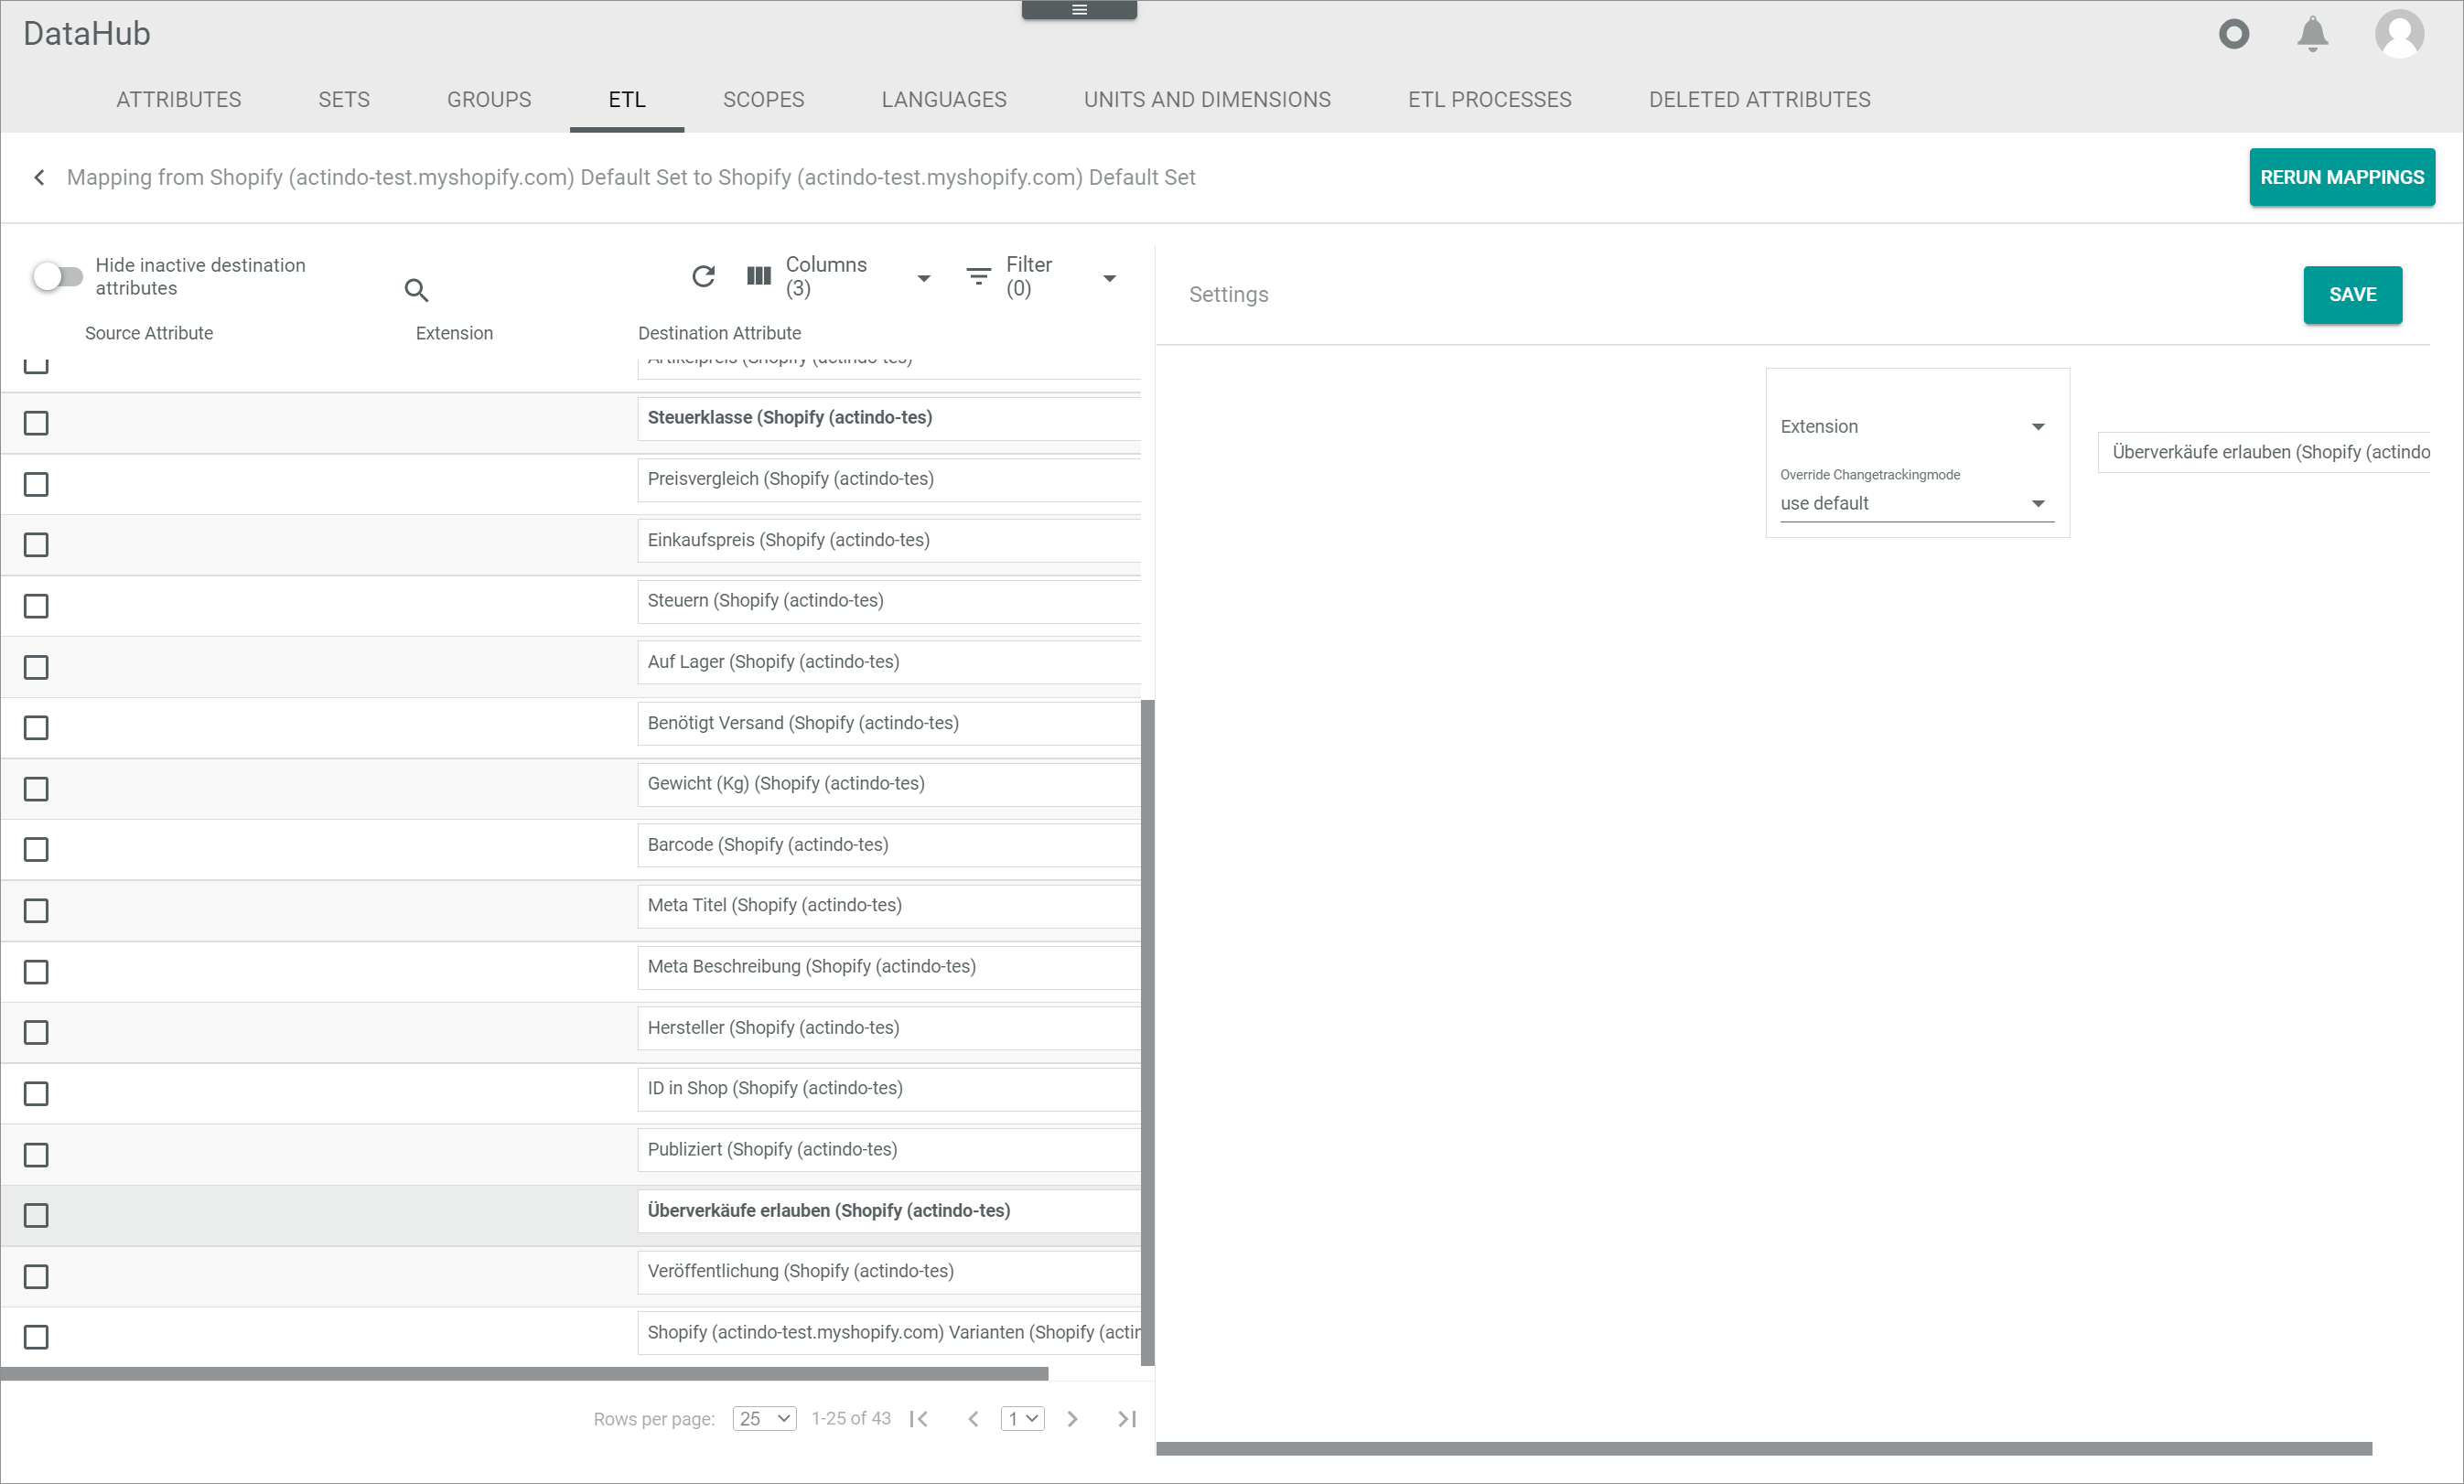 DataHub
ATTRIBUTES SETS GROUPS ETL SCOPES LANGUAGES UNITS AND DIMENSIONS ETL PROCESSES DELETED ATTRIBUTES
Mapping from Shopify (actindo-test.myshopify.com) Default Set to Shopify (actindo-test.myshopify.com) Default Set
RERUN MAPPINGS
Hide inactive destination
attributes
Columns
(3)
Filter
(0)
Source Attribute Extension Destination Attribute
Artikelpreis (Shopify (actindo-tes)
Steuerklasse (Shopify (actindo-tes)
Preisvergleich (Shopify (actindo-tes)
Einkaufspreis (Shopify (actindo-tes)
Steuern (Shopify (actindo-tes)
Auf Lager (Shopify (actindo-tes)
Benötigt Versand (Shopify (actindo-tes)
Gewicht (Kg) (Shopify (actindo-tes)
Barcode (Shopify (actindo-tes)
Meta Titel (Shopify (actindo-tes)
Meta Beschreibung (Shopify (actindo-tes)
Hersteller (Shopify (actindo-tes)
ID in Shop (Shopify (actindo-tes)
Publiziert (Shopify (actindo-tes)
Überverkäufe erlauben (Shopify (actindo-tes)
Veröffentlichung (Shopify (actindo-tes)
Shopify (actindo-test.myshopify.com) Varianten (Shopify (actin
Rows per page: 25 1-25 of 43 1
Settings
SAVE
Extension
Override Changetrackingmode
use default
Überverkäufe erlauben (Shopify (actindo